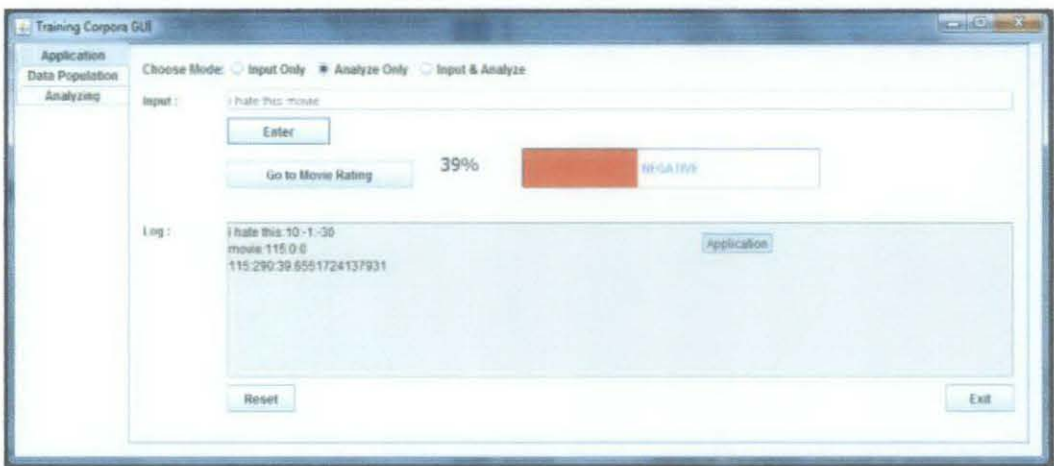 Training Corpora GUI
Application
Data Population
Analyzing
Choose Mode: Input Only Analyze Only Input & Analyze
Input :
i hate this movie
Enter
Go to Movie Rating
39%
NEGATIVE
Log :
i hate this:10:-1:-30
movie:115:0:0
:115:290:39.6551724137931
Application
Reset
Exit